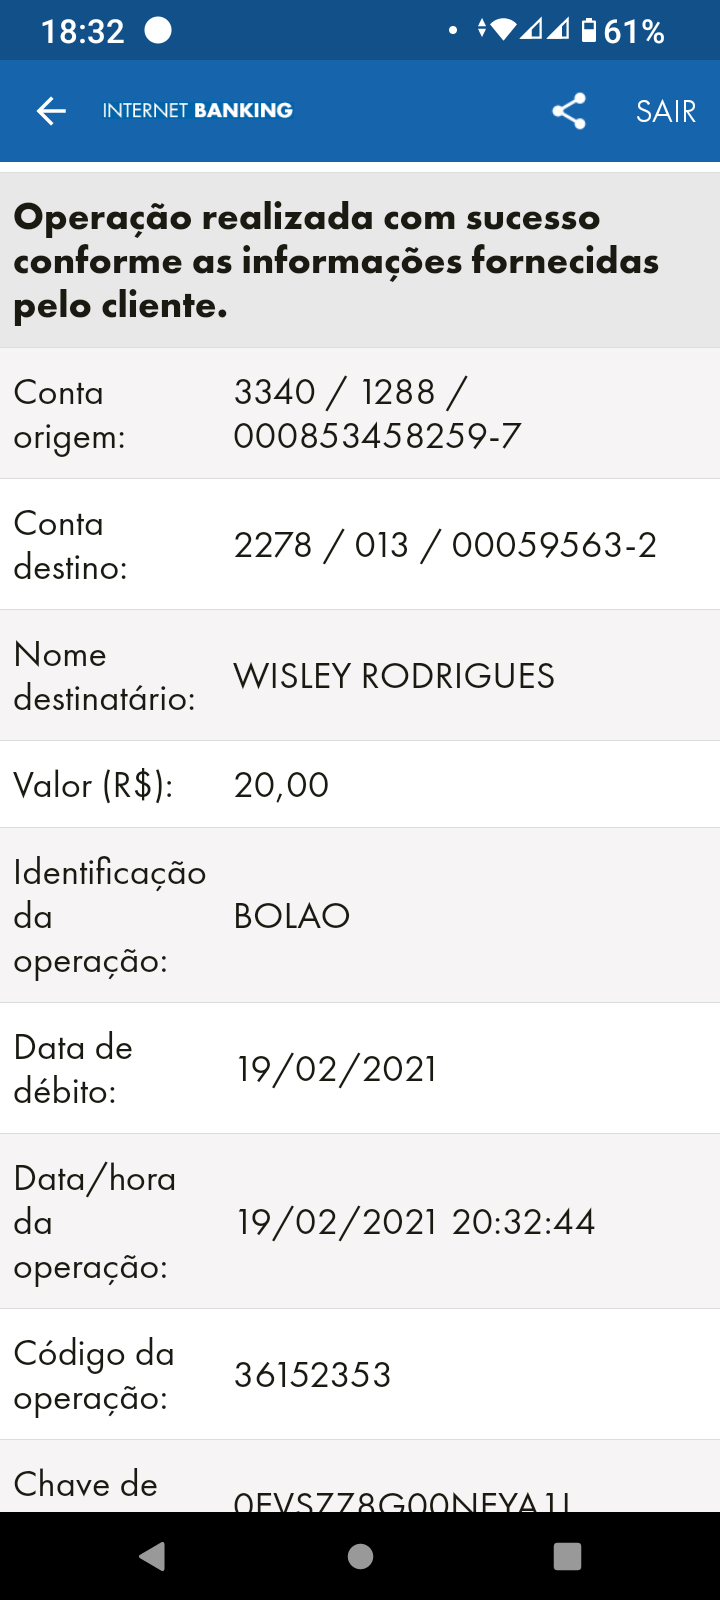 18:32
61%
INTERNET BANKING
SAIR
Operação realizada com sucesso
conforme as informações fornecidas
pelo cliente.
Conta
origem:
3340 / 1288 /
000853458259-7
Conta
destino:
2278 / 013 / 00059563-2
Nome
destinatário:
WISLEY RODRIGUES
Valor (R$):
20,00
Identificação
da
operação:
BOLAO
Data de
débito:
19/02/2021
Data/hora
da
operação:
19/02/2021 20:32:44
Código da
operação:
36152353
Chave de